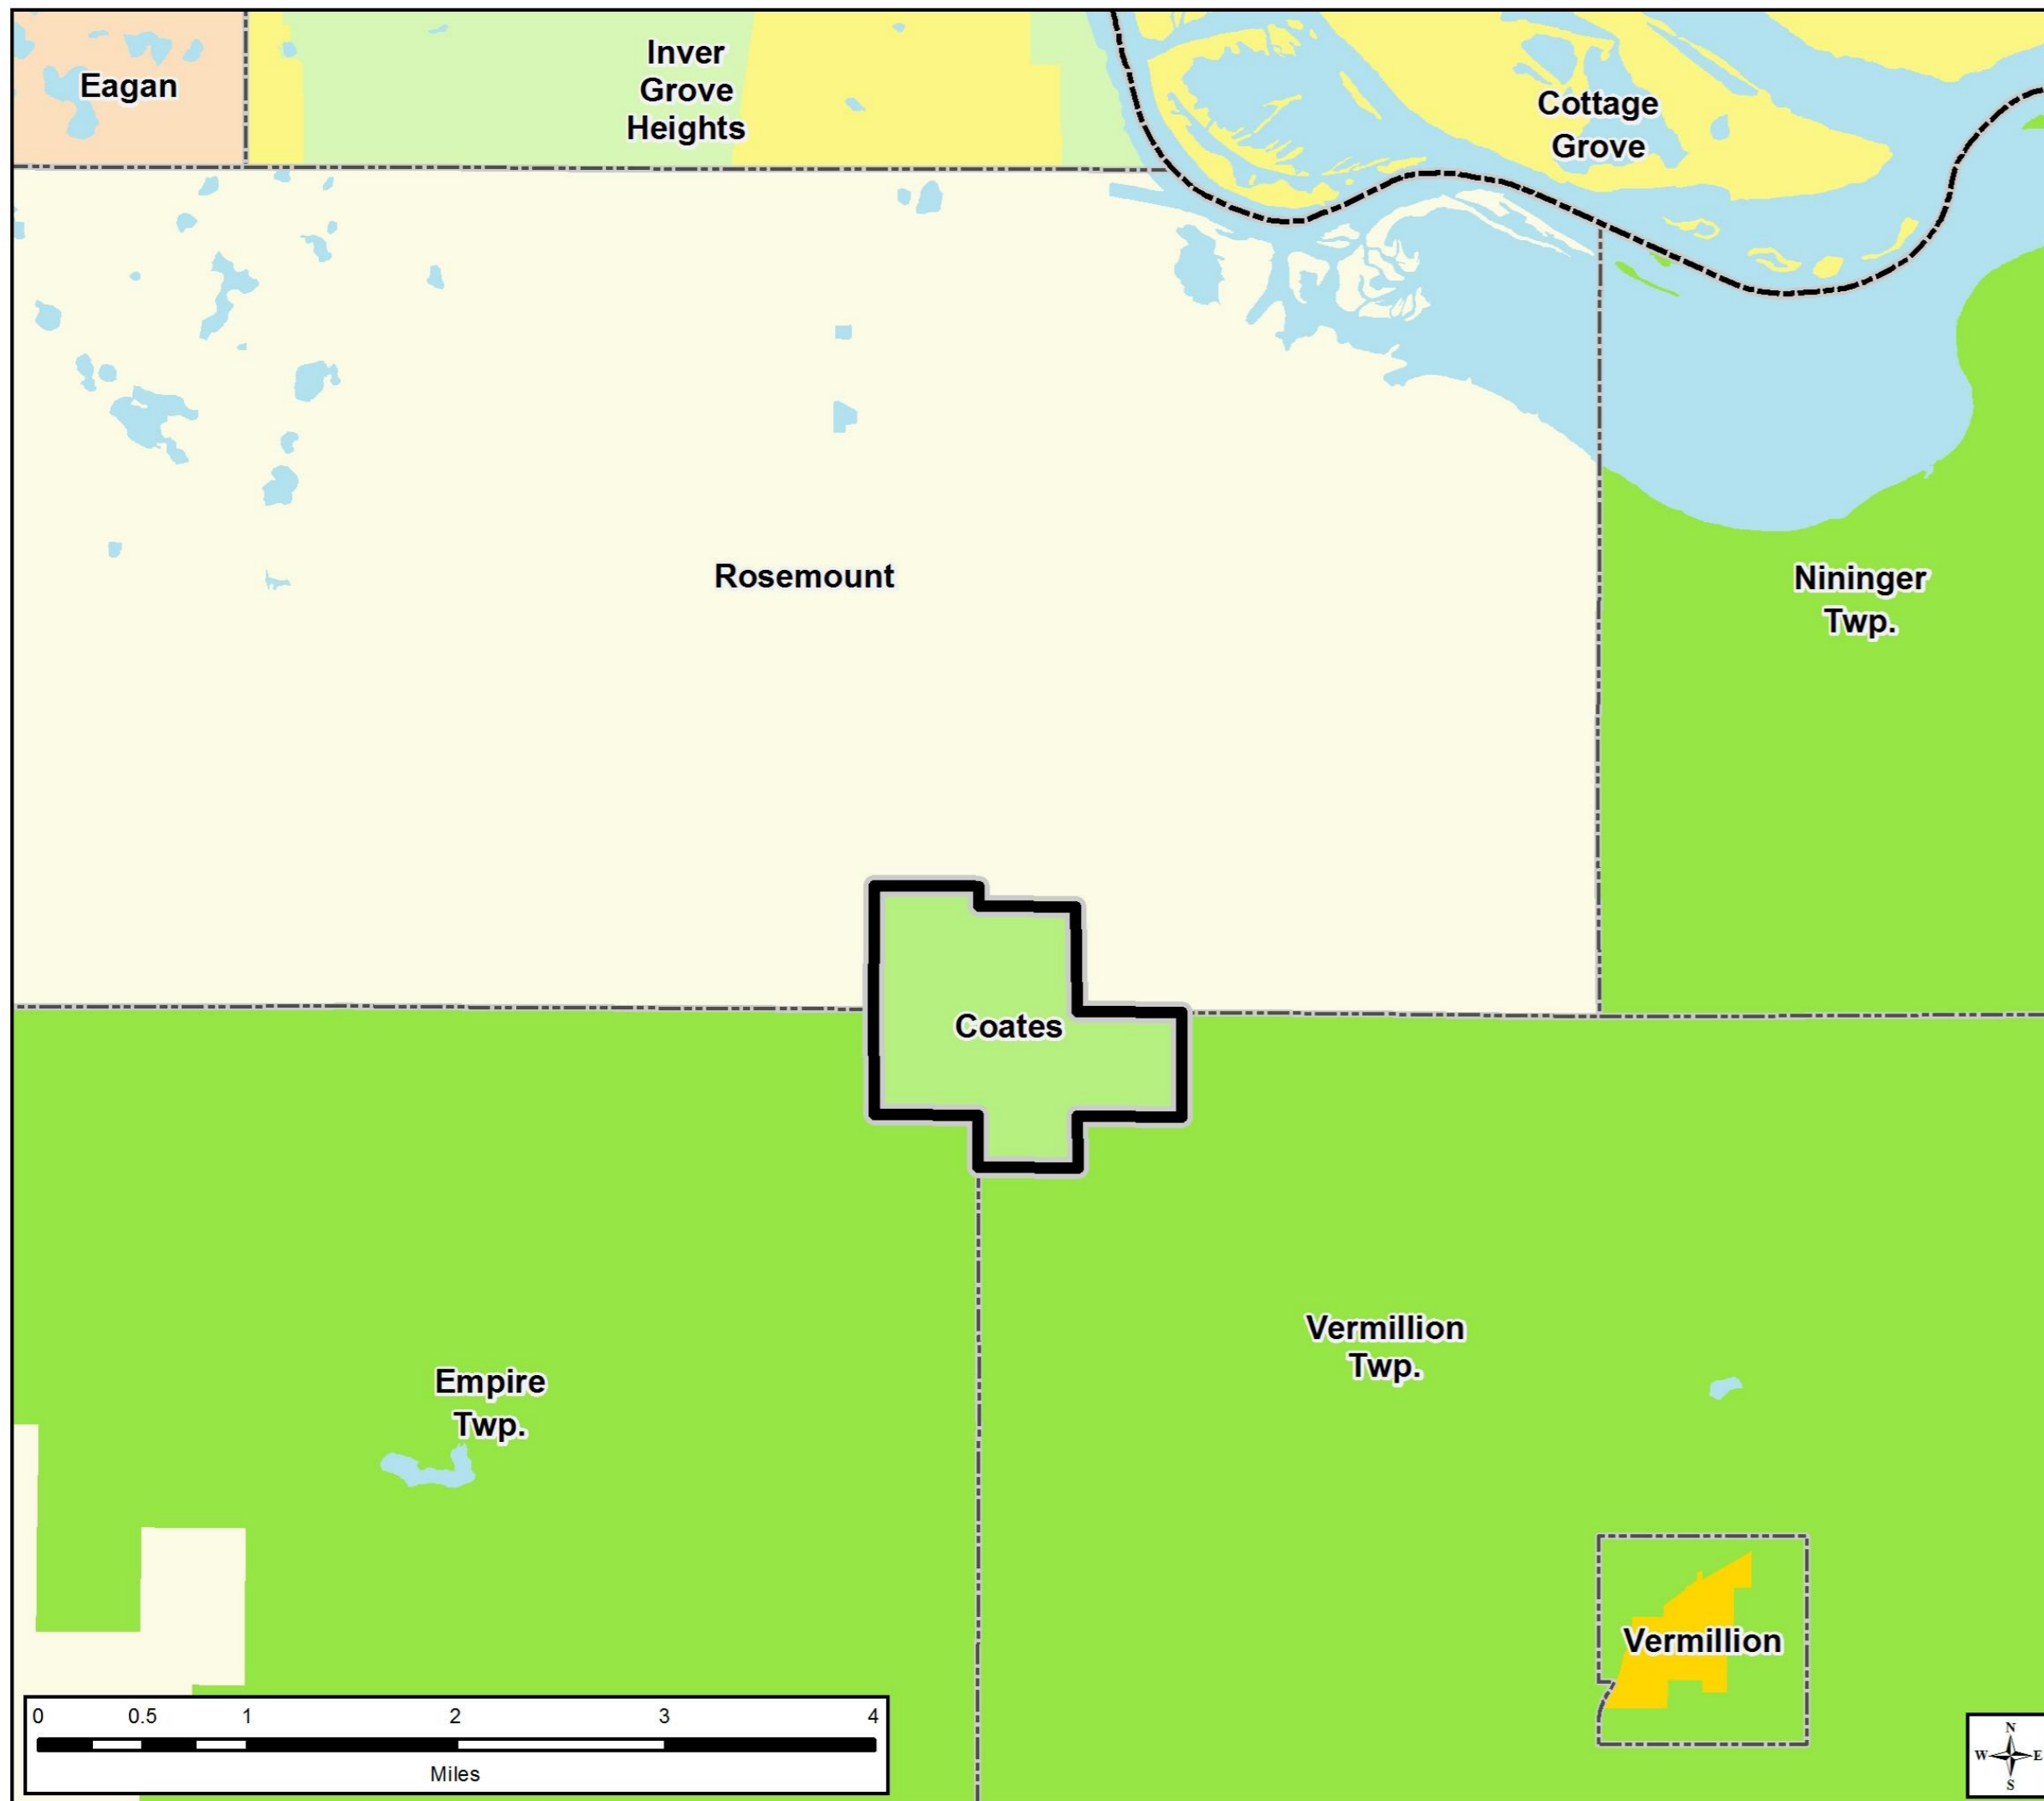 Eagan
Inver
Grove
Heights
Cottage
Grove
Rosemount
Nininger
Twp.
Coates
Vermillion
Twp.
Empire
Twp.
Vermillion
0 0.5 1 2 3 4
Miles
N
W E
S